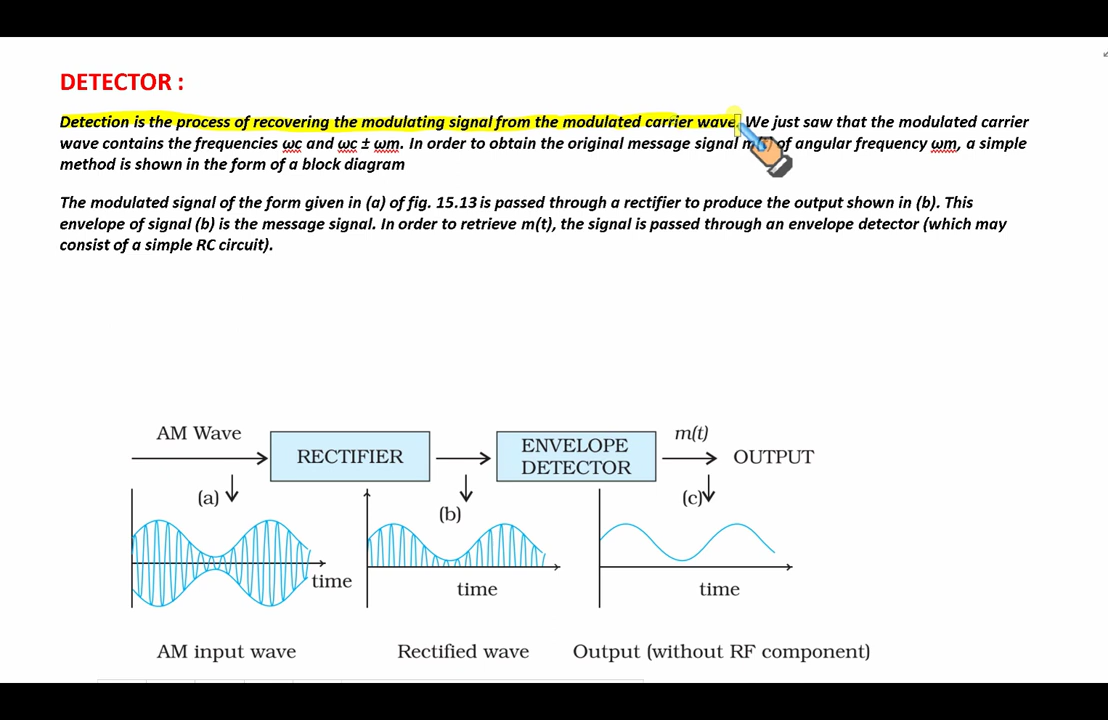 DETECTOR :
Detection is the process of recovering the modulating signal from the modulated carrier wave. We just saw that the modulated carrier
wave contains the frequencies ωc and ωc ± ωm. In order to obtain the original message signal of angular frequency ωm, a simple
method is shown in the form of a block diagram
The modulated signal of the form given in (a) of fig. 15.13 is passed through a rectifier to produce the output shown in (b). This
envelope of signal (b) is the message signal. In order to retrieve m(t), the signal is passed through an envelope detector (which may
consist of a simple RC circuit).
AM Wave
RECTIFIER
ENVELOPE
DETECTOR
m(t)
OUTPUT
(a)
(b)
(c)
time
time
time
AM input wave
Rectified wave
Output (without RF component)